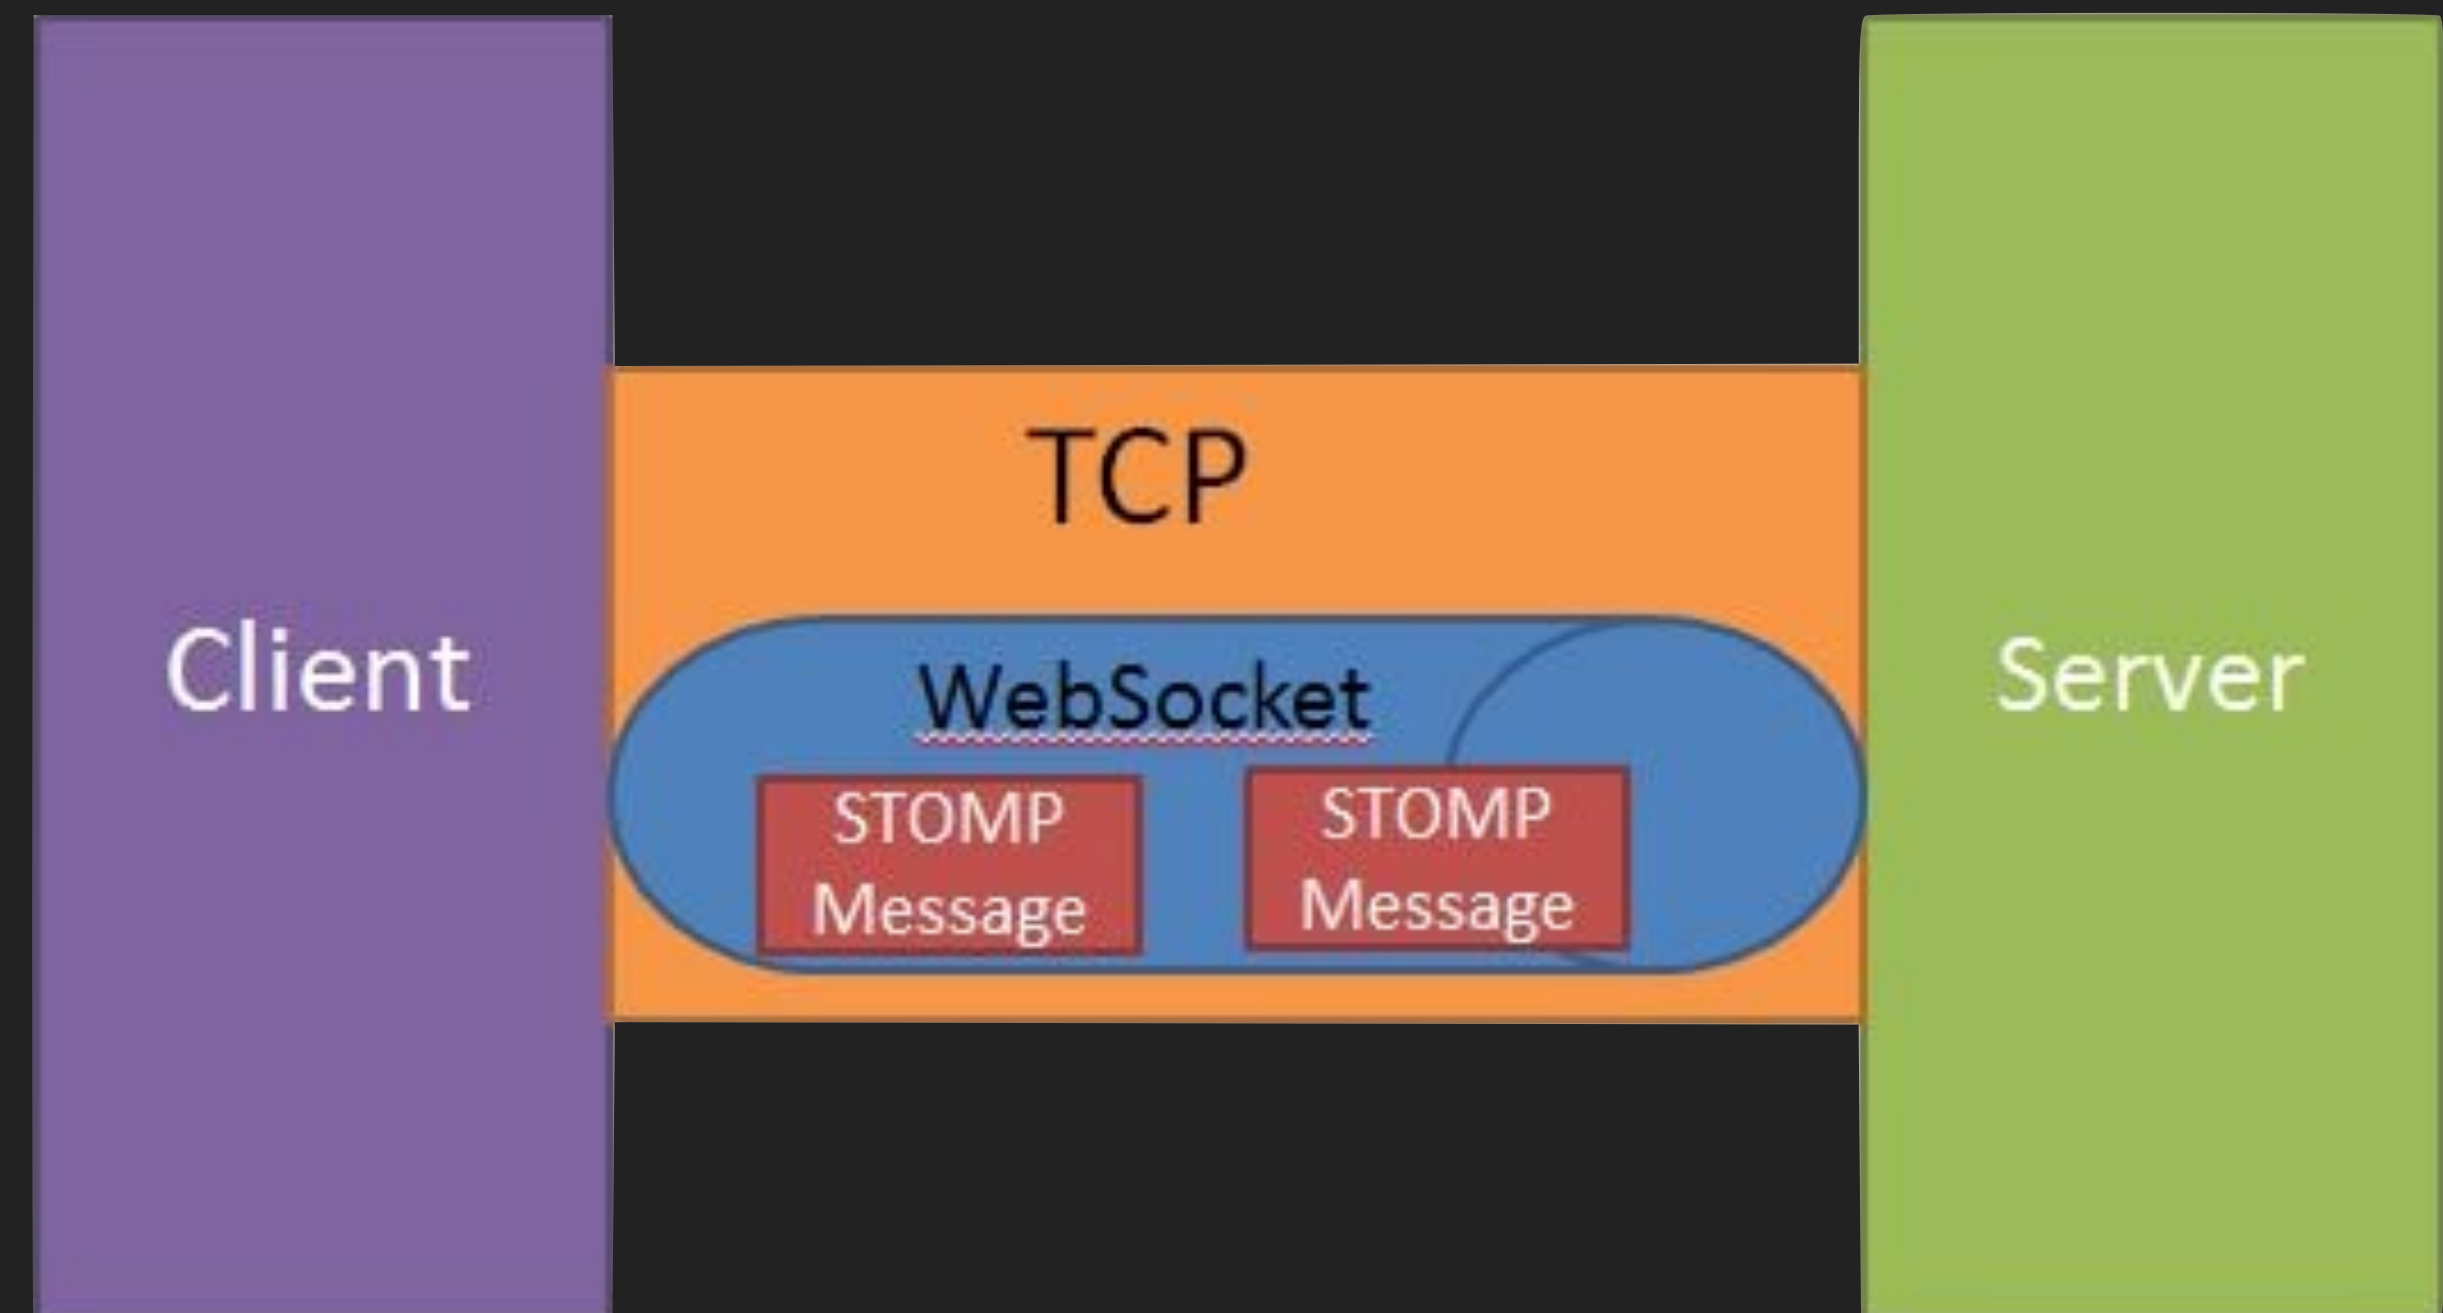 Client
TCP
WebSocket
STOMP
Message
STOMP
Message
Server